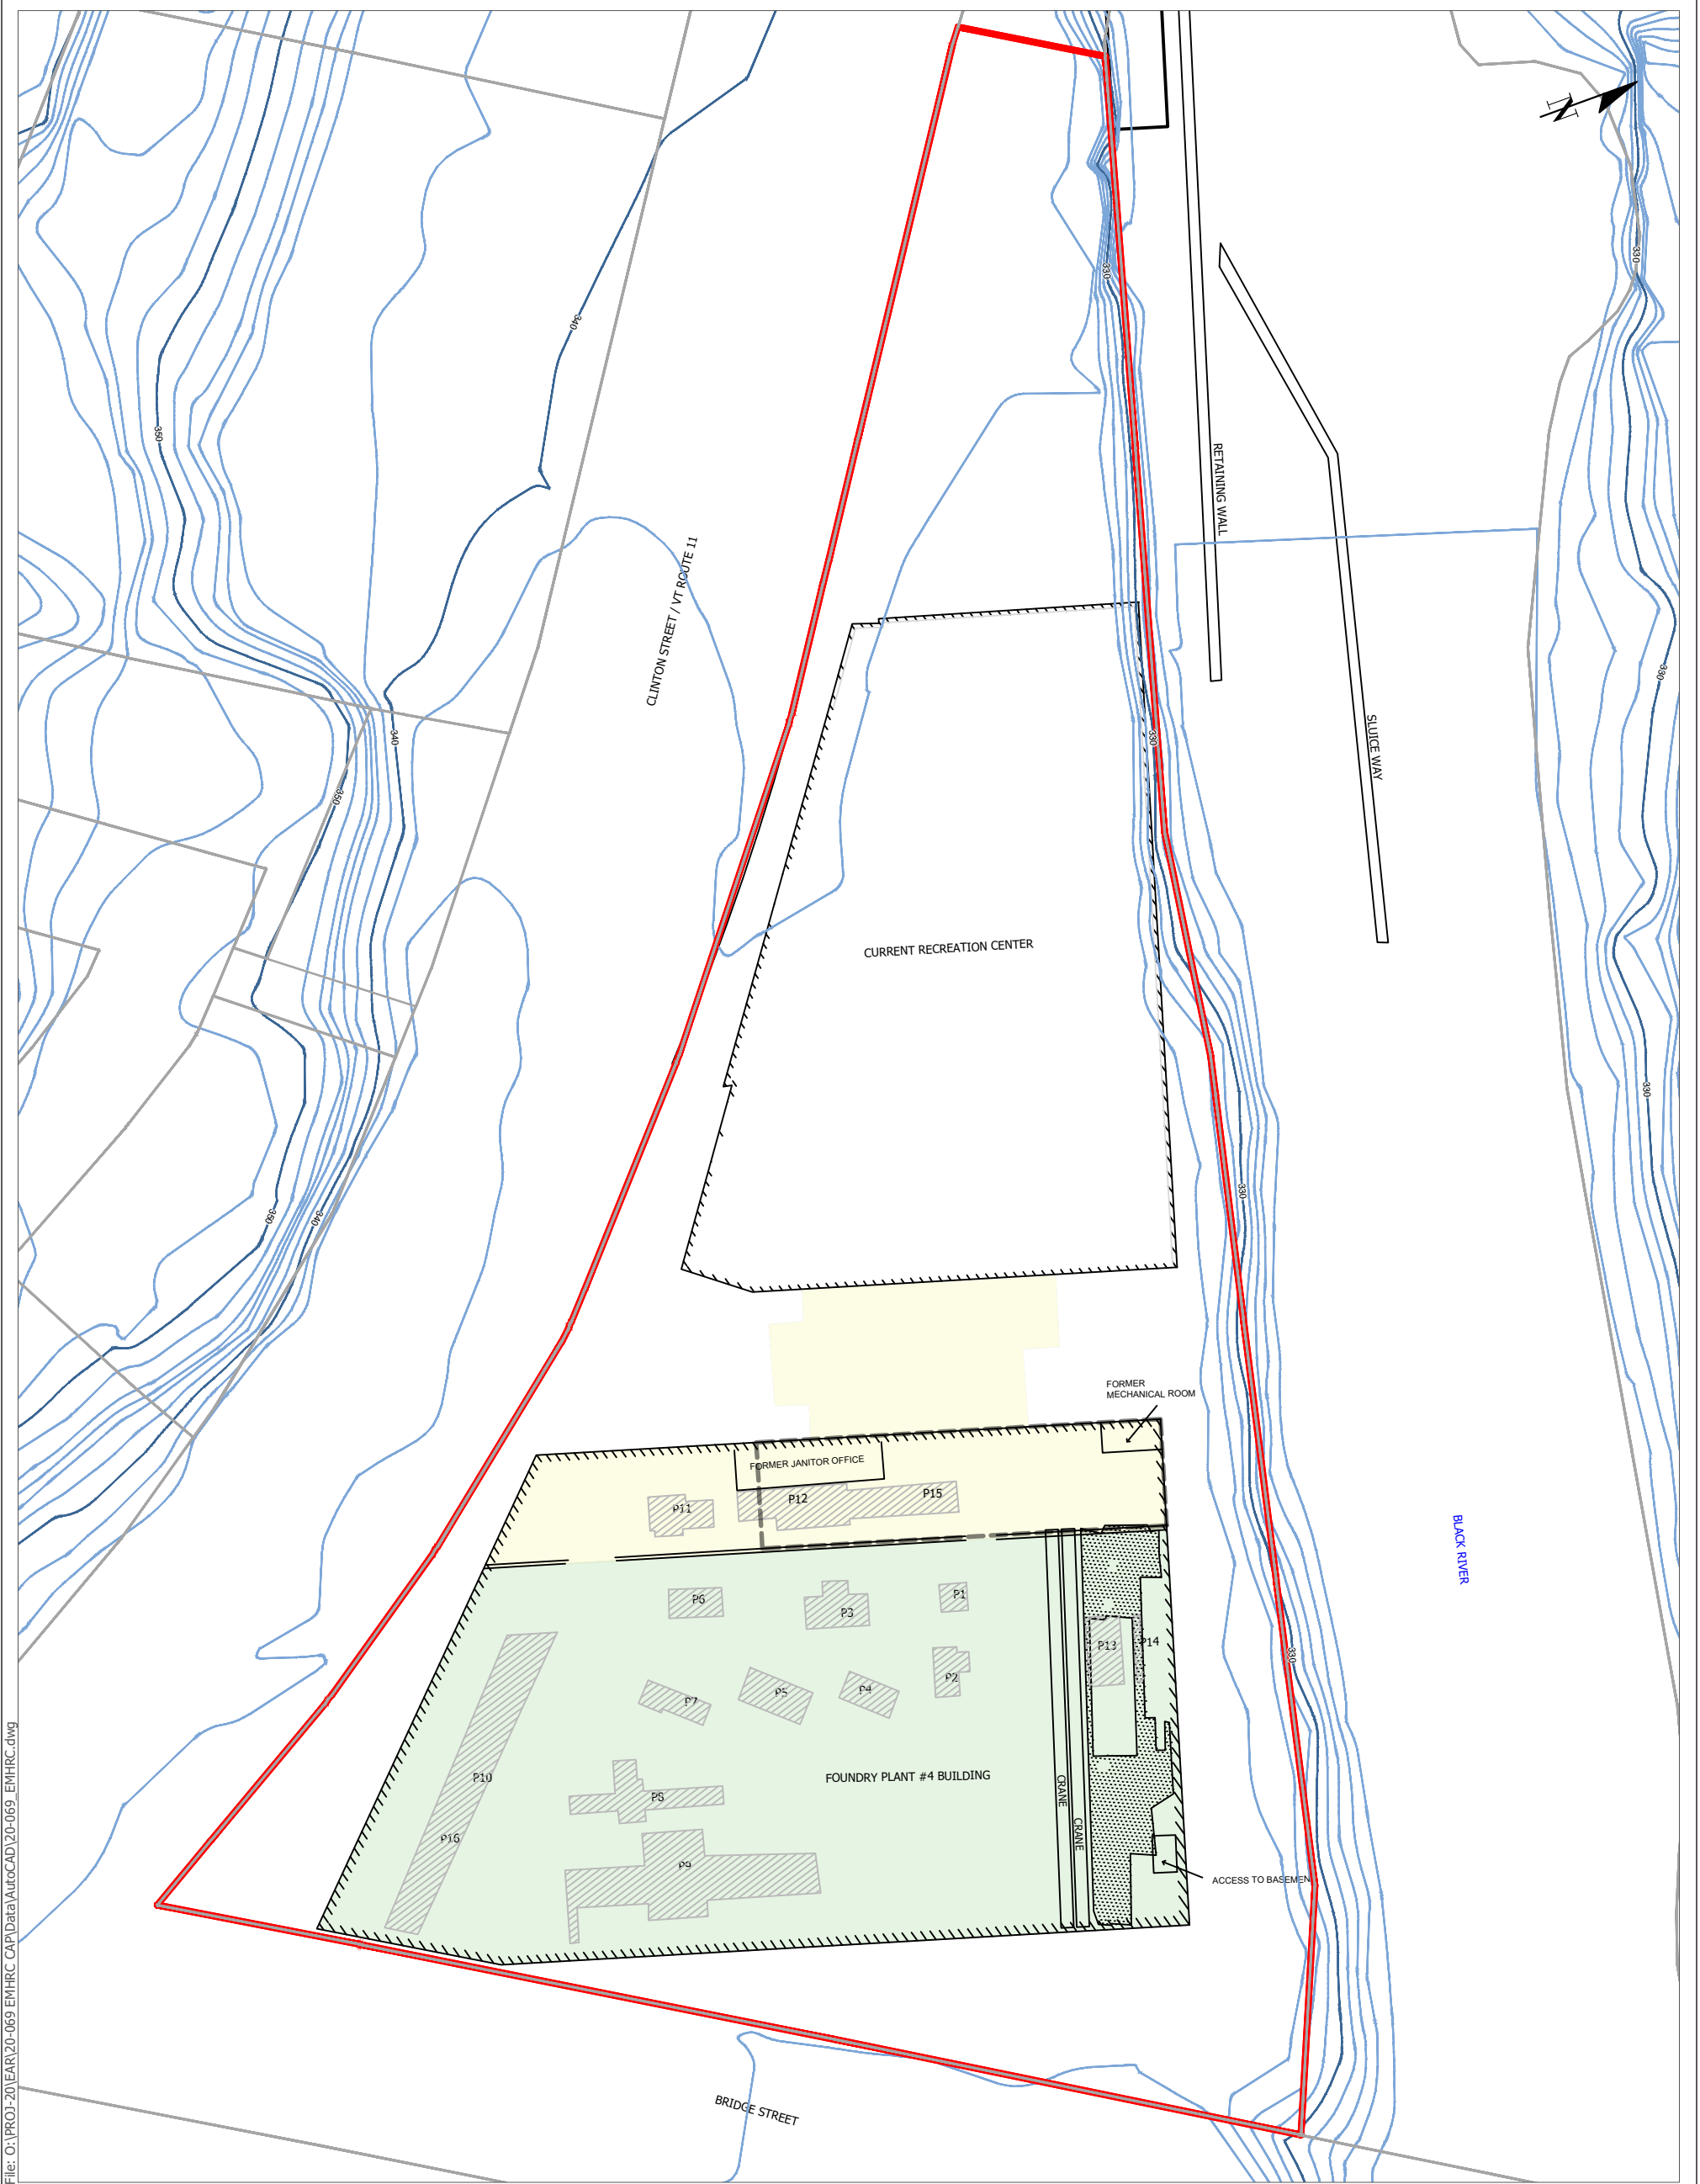 N
330
330
340
350
RETAINING WALL
CLINTON STREET / VT ROUTE 11
330
SLUICE WAY
340
330
350
CURRENT RECREATION CENTER
330
330
350
340
FORMER
MECHANICAL ROOM
FORMER JANITOR OFFICE
P11
P12
P15
BLACK RIVER
P6
P3
P1
P13
P14
330
P7
P5
P4
P2
P10
FOUNDRY PLANT #4 BUILDING
CRANE
P8
CRANE
P16
P9
ACCESS TO BASEMEN
BRIDGE STREET
File: O:\PROJ-20\EAR\20-069 EMHRC CAP\Data\AutoCAD\20-069_EMHRC.dwg